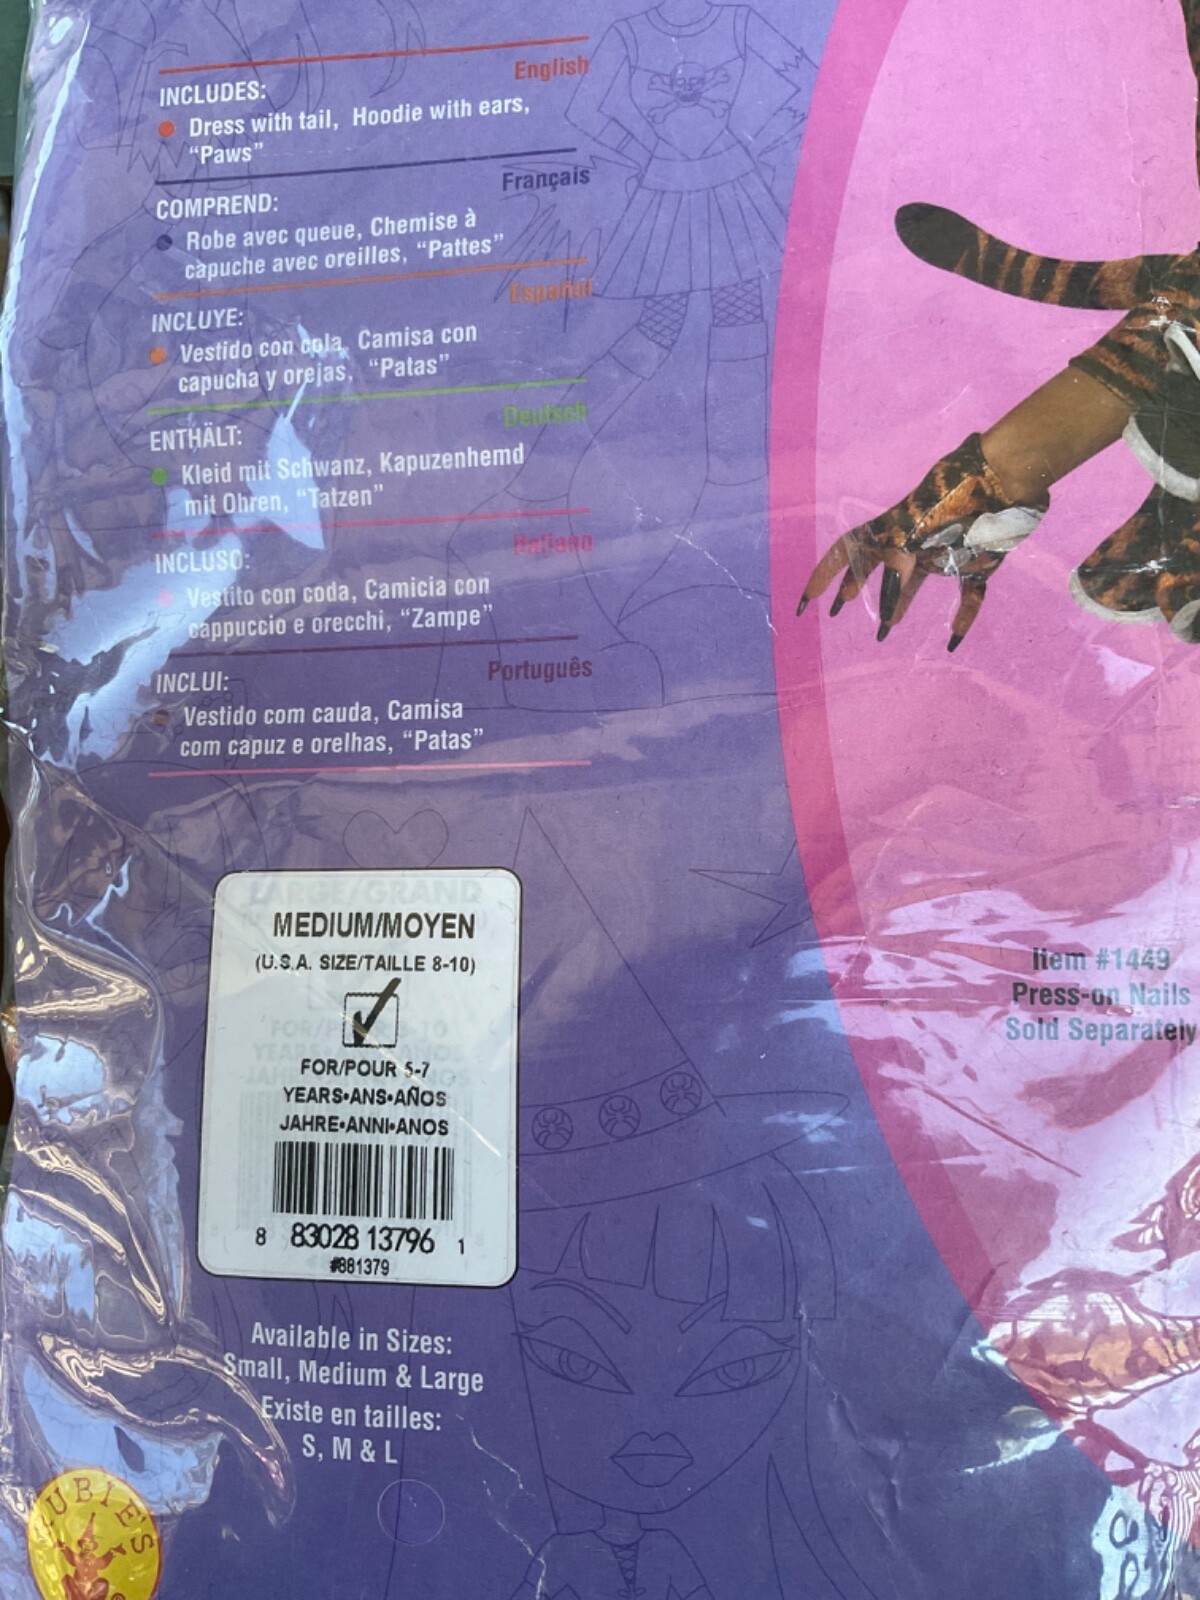 English
INCLUDES:
Dress with tail, Hoodie with ears,
“Paws”
Français
COMPREND:
Robe avec queue, Chemise à
capuche avec oreilles, “Pattes”
Español
INCLUYE:
Vestido con cola, Camisa con
capucha y orejas, “Patas”
Deutsch
ENTHÄLT:
Kleid mit Schwanz, Kapuzenhemd
mit Ohren, “Tatzen”
Italiano
INCLUSO:
Vestito con coda, Camicia con
cappuccio e orecchi, “Zampe”
Português
INCLUI:
Vestido com cauda, Camisa
com capuz e orelhas, “Patas”
LARGE/GRAND
MEDIUM/MOYEN
(U.S.A. SIZE/TAILLE 8-10)
FOR/POUR 5-7
YEARS•ANS•AÑOS
JAHRE•ANNI•ANOS
8 83028 13796 1
#881379
Item #1449
Press-on Nails
Sold Separately
Available in Sizes:
Small, Medium & Large
Existe en tailles:
S, M & L
RUBIES